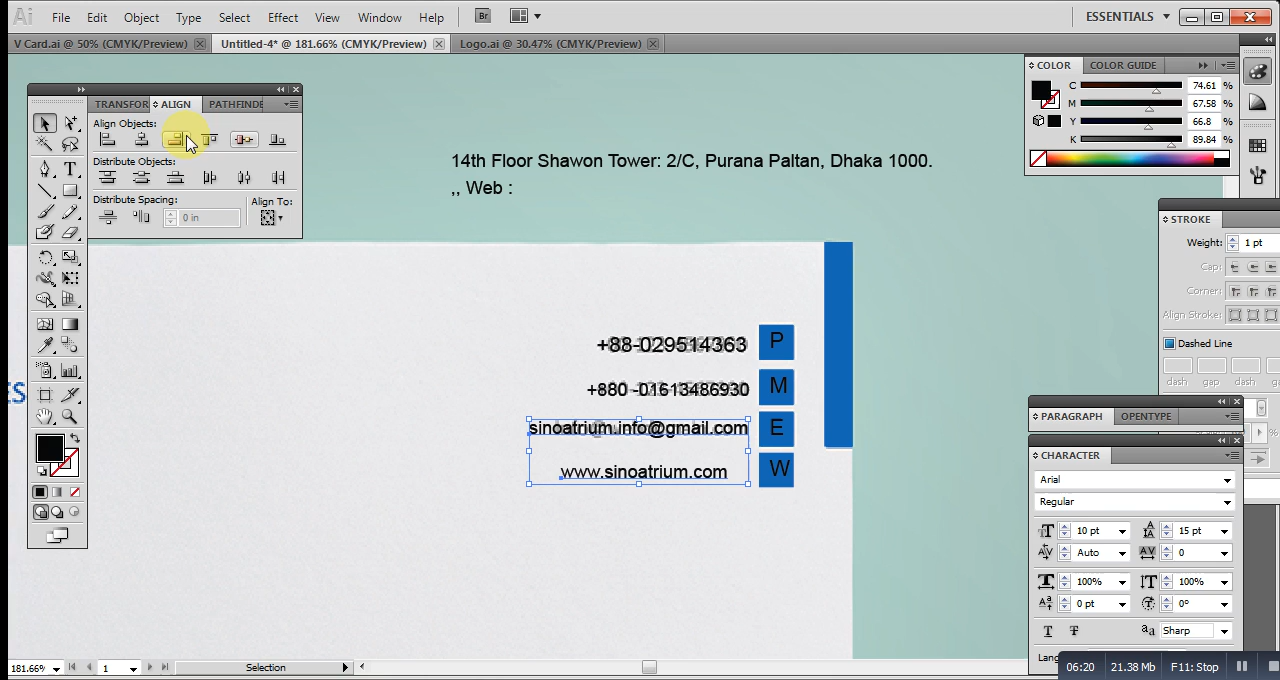 Ai File Edit Object Type Select Effect View Window Help Br ESSENTIALS
V Card.ai @ 50% (CMYK/Preview) Untitled-4* @ 181.66% (CMYK/Preview) Logo.ai @ 30.47% (CMYK/Preview)
TRANSFOR ALIGN PATHFINDE
Align Objects:
Distribute Objects:
Distribute Spacing: Align To:
0 in
T
COLOR COLOR GUIDE
C 74.61 %
M 67.58 %
Y 66.8 %
K 89.84 %
14th Floor Shawon Tower: 2/C, Purana Paltan, Dhaka 1000.
,, Web :
STROKE
Weight: 1 pt
Cap:
Corner:
Align Stroke:
Dashed Line
dash gap dash gap
+88-029514363 P
+880 -01613486930 M
sinoatrium.info@gmail.com E
www.sinoatrium.com W
ES
PARAGRAPH OPENTYPE
CHARACTER
Arial
Regular
10 pt 15 pt
Auto 0
100% 100%
0 pt 0°
T T aa Sharp
Lang
181.66% 1 Selection
06:20 21.38 MB F11: Stop